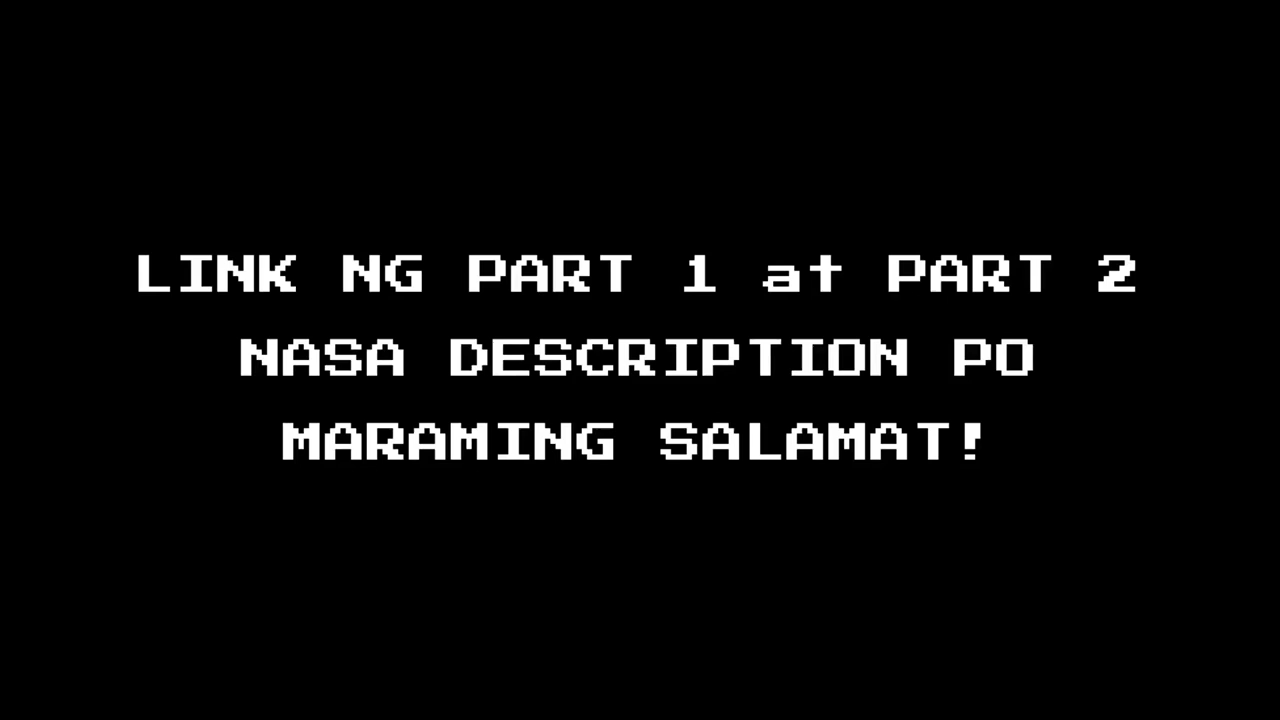 LINK NG PART 1 at PART 2
NASA DESCRIPTION PO
MARAMING SALAMAT!